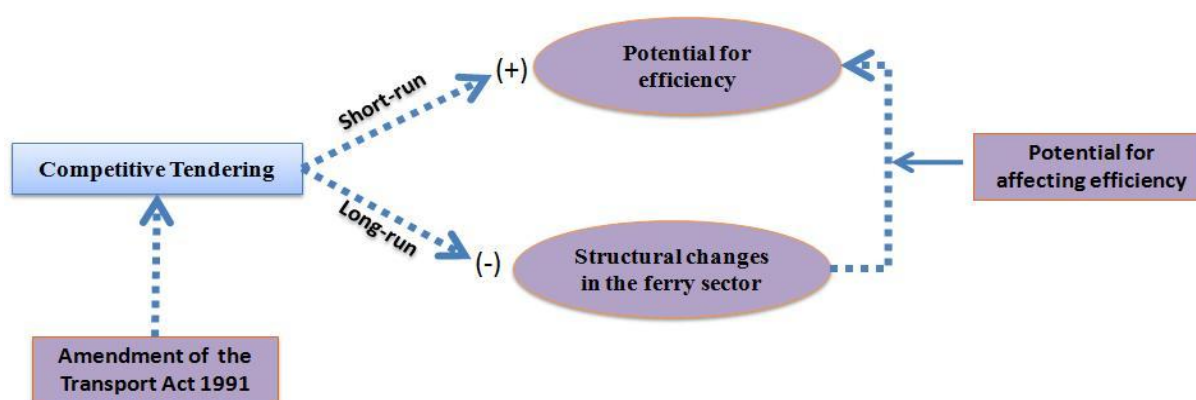 Potential for
efficiency
(+)
Short-run
Competitive Tendering
Potential for
affecting efficiency
Long-run
(-)
Structural changes
in the ferry sector
Amendment of the
Transport Act 1991